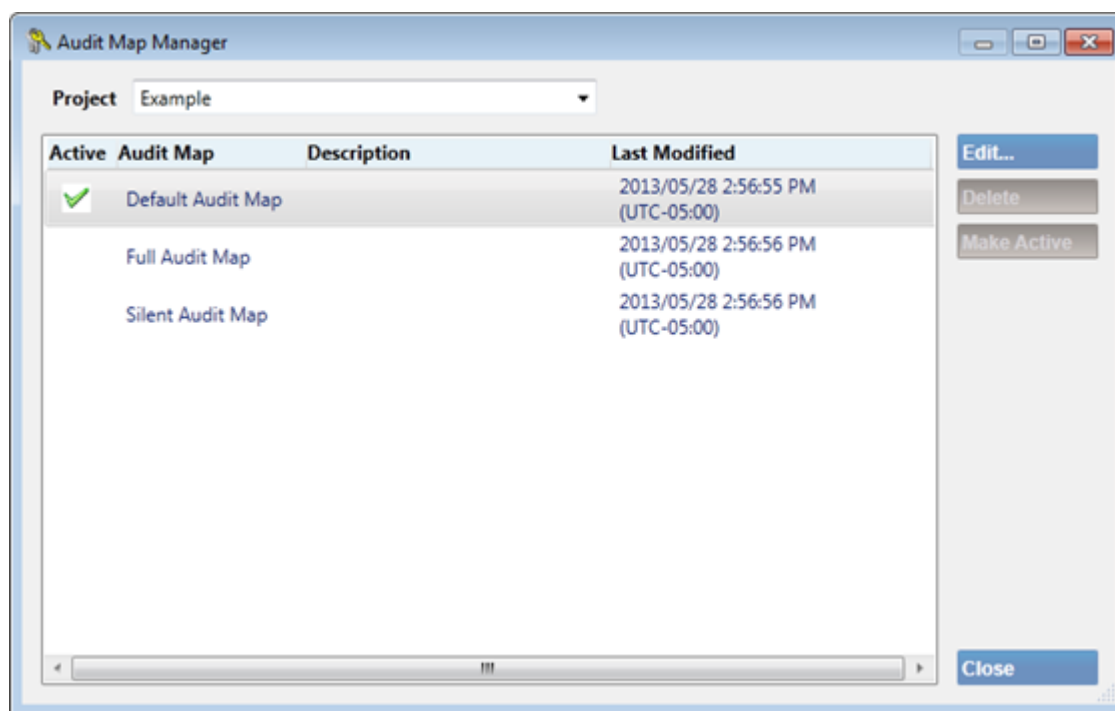 Audit Map Manager
Project Example
Active Audit Map Description Last Modified
Default Audit Map 2013/05/28 2:56:55 PM
(UTC-05:00)
Full Audit Map 2013/05/28 2:56:56 PM
(UTC-05:00)
Silent Audit Map 2013/05/28 2:56:56 PM
(UTC-05:00)
Edit...
Delete
Make Active
Close